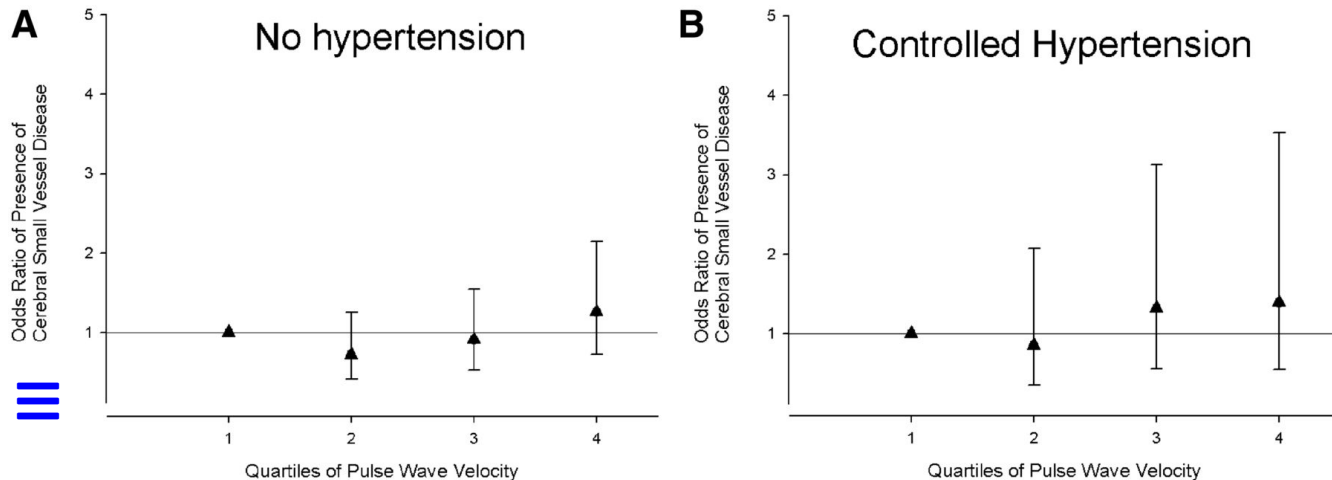 A
No hypertension
Odds Ratio of Presence of
Cerebral Small Vessel Disease
5
4
3
2
1
1 2 3 4
Quartiles of Pulse Wave Velocity
B
Controlled Hypertension
Odds Ratio of Presence of
Cerebral Small Vessel Disease
5
4
3
2
1
1 2 3 4
Quartiles of Pulse Wave Velocity